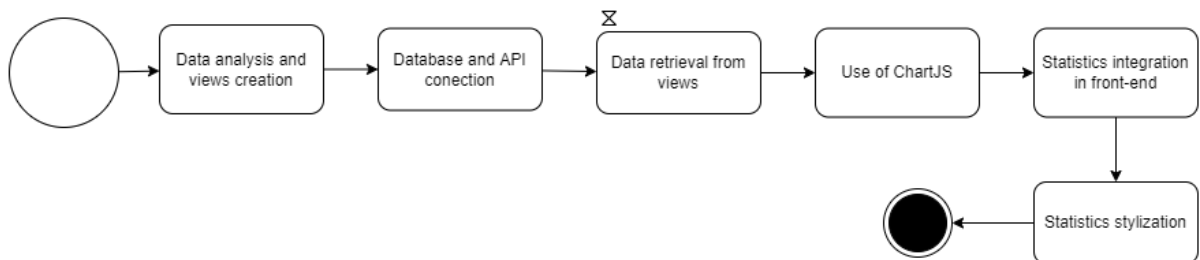 Data analysis and
views creation
Database and API
conection
Data retrieval from
views
Use of ChartJS
Statistics integration
in front-end
Statistics stylization